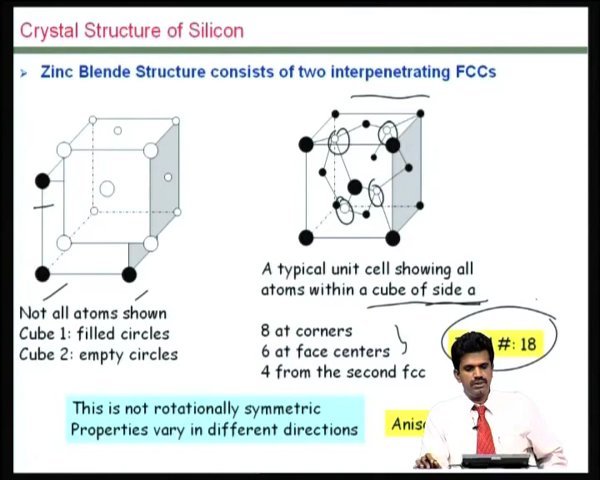 Crystal Structure of Silicon
Zinc Blende Structure consists of two interpenetrating FCCs
A typical unit cell showing all
atoms within a cube of side a
Not all atoms shown
Cube 1: filled circles
Cube 2: empty circles
8 at corners
6 at face centers
4 from the second fcc
#: 18
This is not rotationally symmetric
Properties vary in different directions